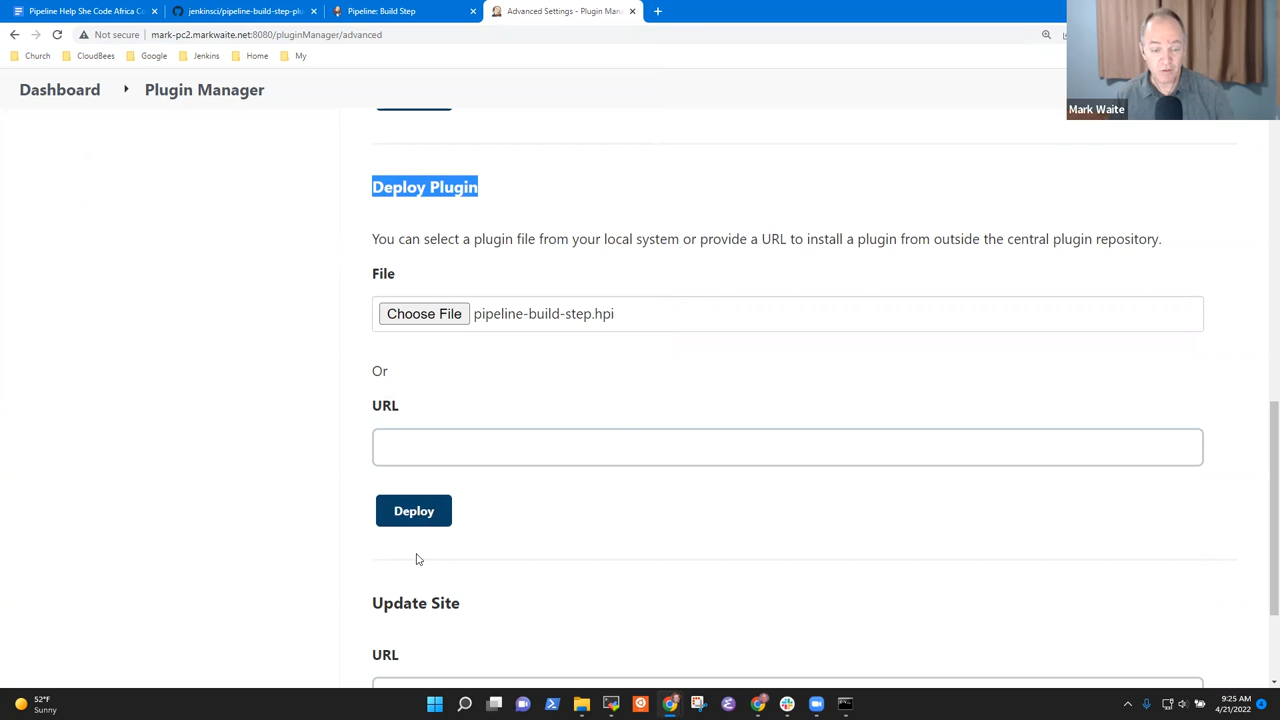 Pipeline Help She Code Africa Co
jenkinsci/pipeline-build-step-plu
Pipeline: Build Step
Advanced Settings - Plugin Mana
Not secure
mark-pc2.markwaite.net:8080/pluginManager/advanced
Church
CloudBees
Google
Jenkins
Home
My
Mark Waite
Dashboard
Plugin Manager
Deploy Plugin
You can select a plugin file from your local system or provide a URL to install a plugin from outside the central plugin repository.
File
Choose File pipeline-build-step.hpi
Or
URL
Deploy
Update Site
URL
52°F
Sunny
9:25 AM
4/21/2022